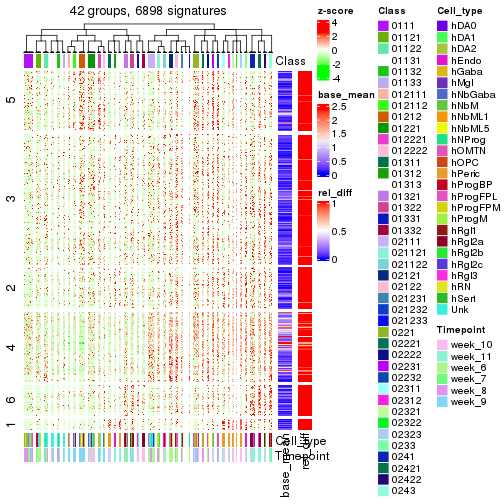 42 groups, 6898 signatures
Class
5
3
2
4
6
1
Cell_type
Timepoint
base_mean
rel_diff
z-score
4
2
0
-2
-4
base_mean
2.5
2
1.5
1
0.5
0
rel_diff
1
0.5
0
Class
0111
01121
01122
0131
01132
01133
012111
012112
01212
01221
012221
012222
01311
01312
01313
01321
01322
01331
01332
02111
021121
021122
02121
02122
021231
021232
021233
0221
02221
02222
02231
02232
02311
02312
02321
02322
02323
0233
0241
02421
02422
0243
Cell_type
hDA0
hDA1
hDA2
hEndo
hGaba
hMgl
hNbGaba
hNbM
hNbML1
hNbML5
hNProg
hOMTN
hOPC
hPeric
hProgBP
hProgFPL
hProgFPM
hProgM
hRgl1
hRgl2a
hRgl2b
hRgl2c
hRgl3
hRN
hSert
Unk
Timepoint
week_10
week_11
week_6
week_7
week_8
week_9